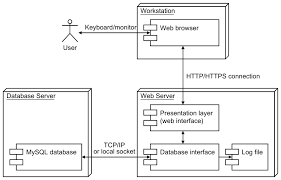 Workstation
Keyboard/monitor
Web browser
User
HTTP/HTTPS connection
Database Server
Web Server
Presentation layer
(web interface)
TCP/IP
or local socket
MySQL database
Database interface
Log file